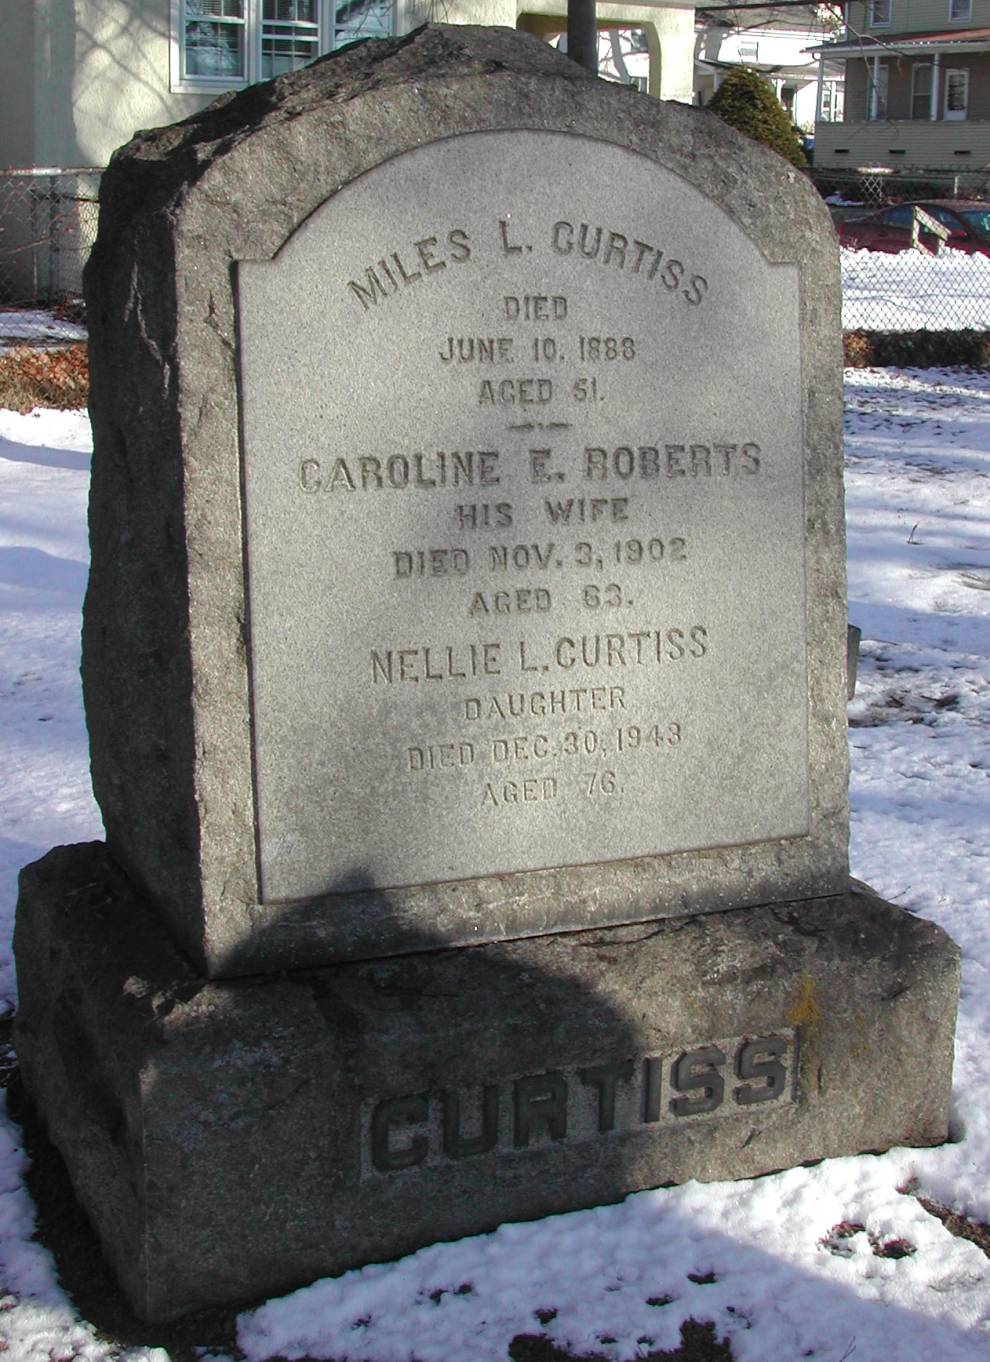 MILES L. CURTISS
DIED
JUNE 10. 1888
AGED 51.
CAROLINE E. ROBERTS
HIS WIFE
DIED NOV. 3, 1902
AGED 63.
NELLIE L. CURTISS
DAUGHTER
DIED DEC. 30, 1943
AGED 76.
CURTISS